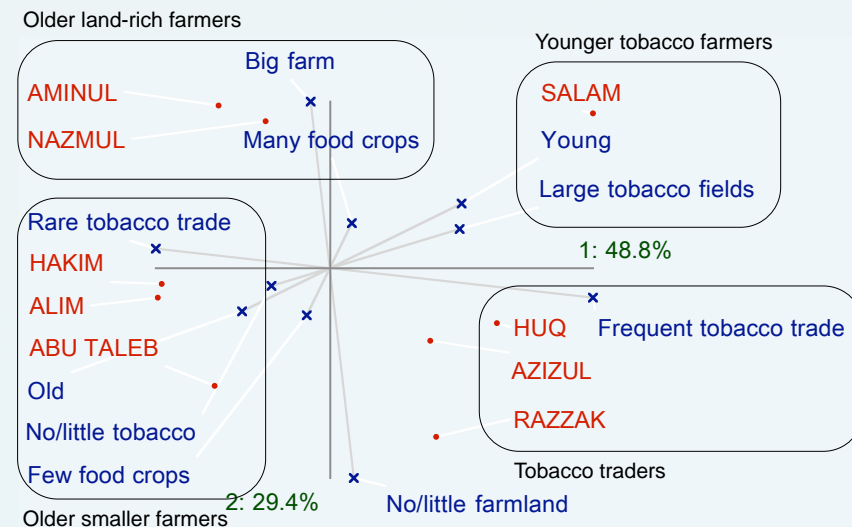 Older land-rich farmers
Big farm
AMINUL
NAZMUL
Many food crops
Younger tobacco farmers
SALAM
Young
Large tobacco fields
1: 48.8%
Rare tobacco trade
HAKIM
ALIM
ABU TALEB
Old
No/little tobacco
Few food crops
Older smaller farmers
2: 29.4%
HUQ
Frequent tobacco trade
AZIZUL
RAZZAK
Tobacco traders
No/little farmland